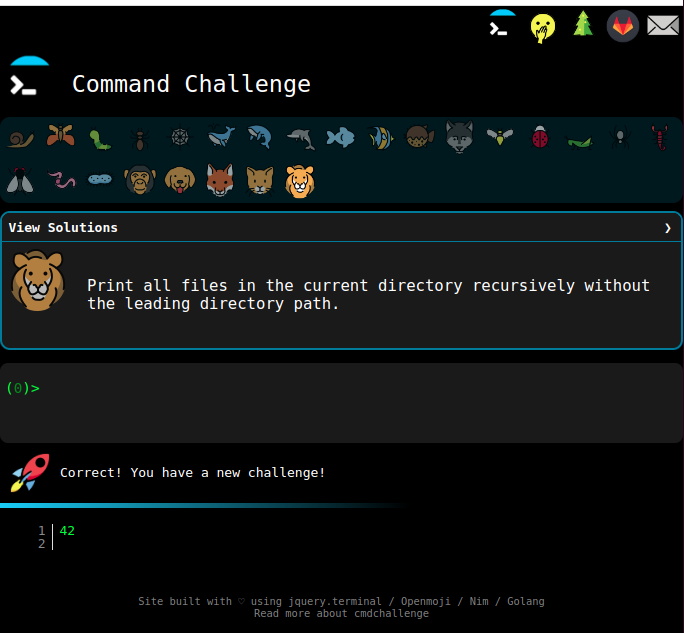 Command Challenge
View Solutions ❯
Print all files in the current directory recursively without
the leading directory path.
(0)>
Correct! You have a new challenge!
1 42
2
Site built with ♡ using jquery.terminal / Openmoji / Nim / Golang
Read more about cmdchallenge